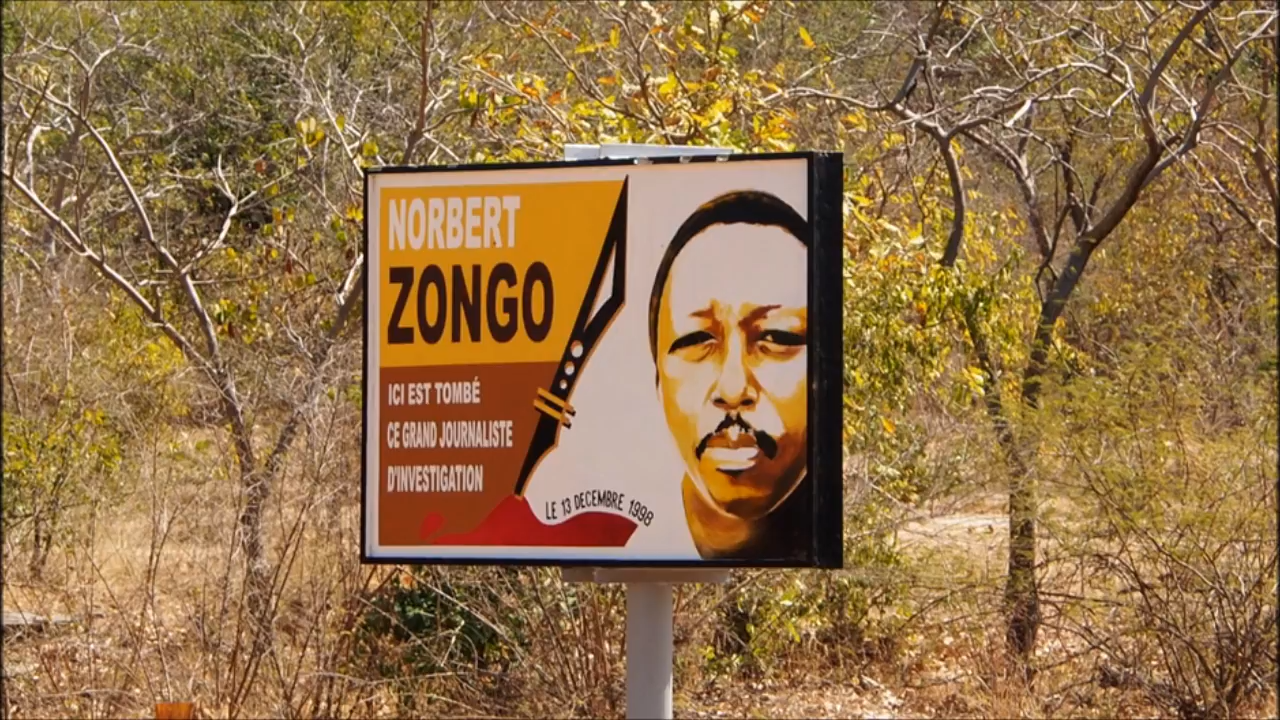 NORBERT
ZONGO
ICI EST TOMBÉ
CE GRAND JOURNALISTE
D'INVESTIGATION
LE 13 DECEMBRE 1998